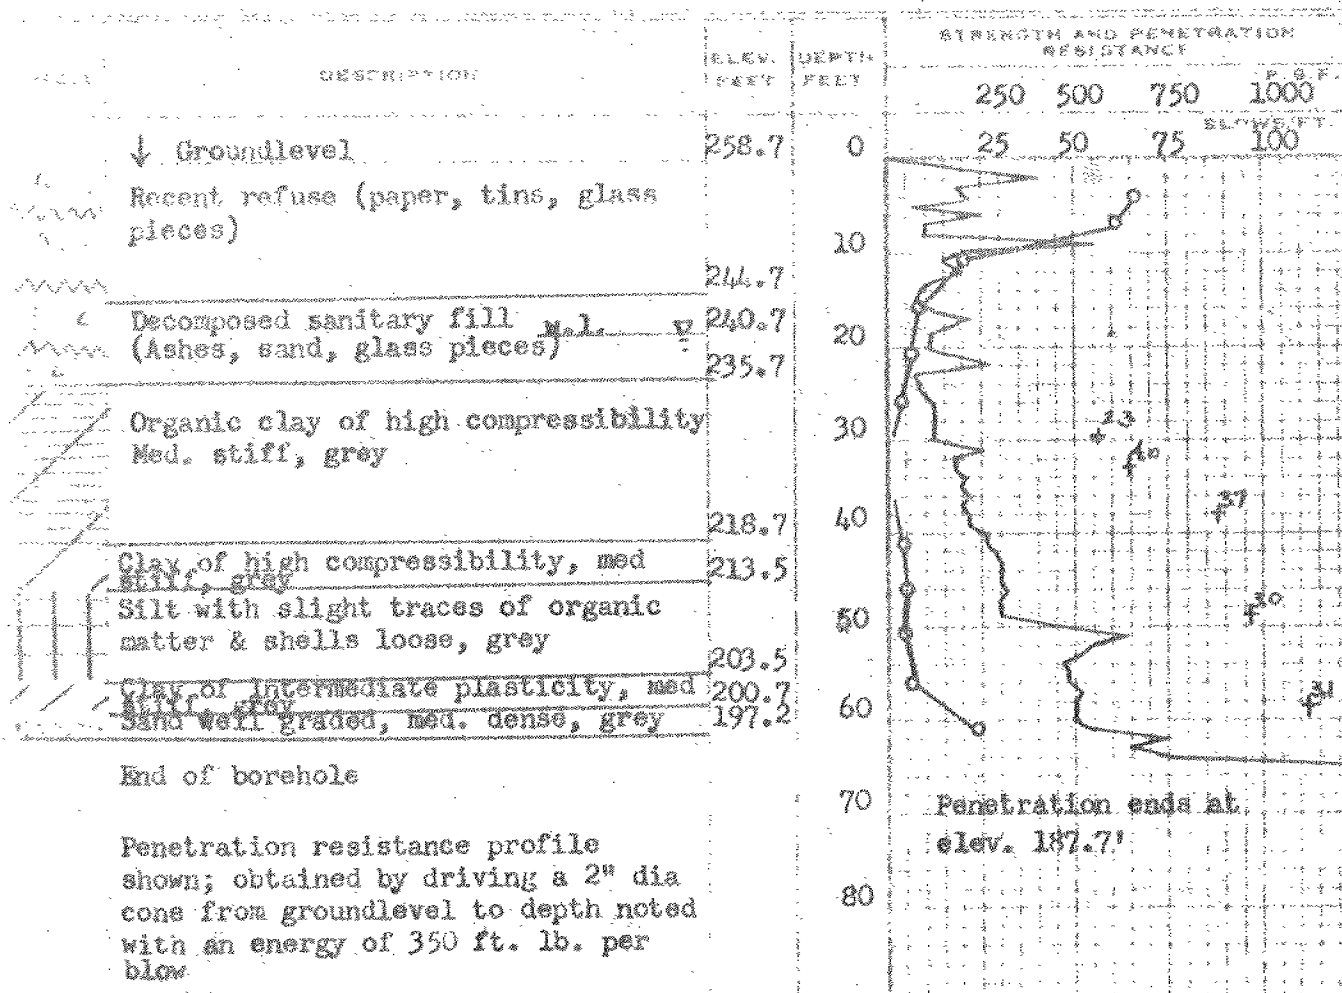 STRENGTH AND PENETRATION
RESISTANCE
DESCRIPTION
ELEV.
FEET
DEPTH
FEET
P.S.F.
250 500 750 1000
BLOWS/FT.
25 50 75 100
↓ Groundlevel 258.7 0
Recent refuse (paper, tins, glass
pieces)
10
244.7
Decomposed sanitary fill W.l. 240.7
(Ashes, sand, glass pieces)
20
235.7
Organic clay of high compressibility
Med. stiff, grey
30
23
37
218.7 40
Clay of high compressibility, med
stiff, grey
213.5
Silt with slight traces of organic
matter & shells loose, grey
50
203.5
Clay of intermediate plasticity, med
stiff, grey
200.7
Sand well graded, med. dense, grey 197.2 60
End of borehole
70
Penetration ends at
elev. 187.7'
Penetration resistance profile
shown; obtained by driving a 2" dia
cone from groundlevel to depth noted
with an energy of 350 ft. lb. per
blow
80